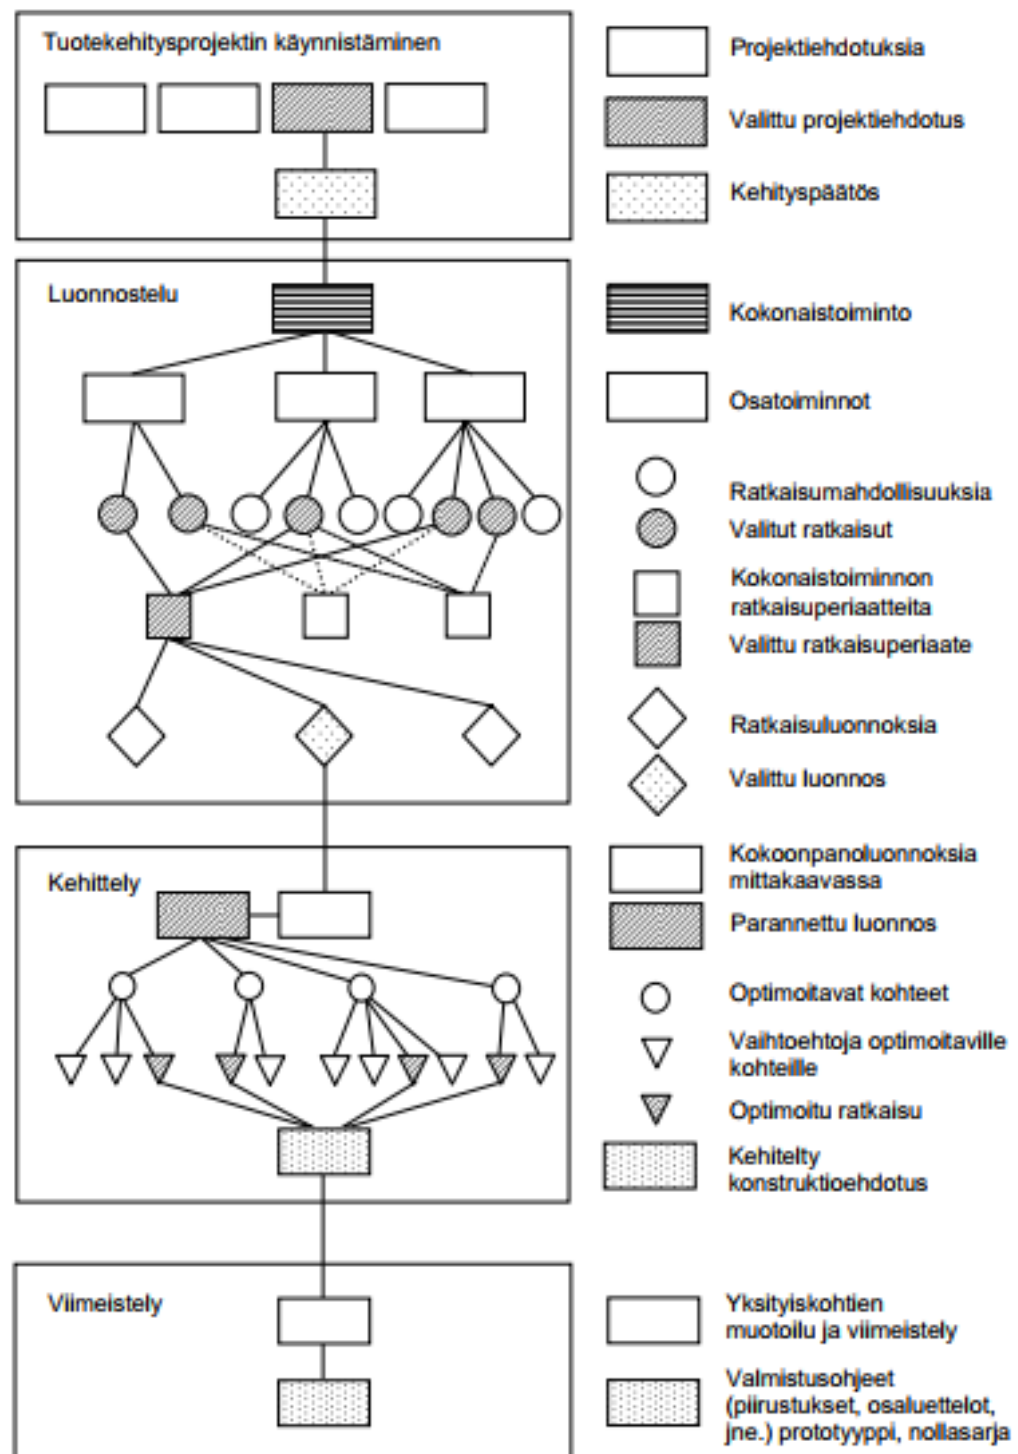 Tuotekehitysprojektin käynnistäminen
Projektiehdotuksia
Valittu projektiehdotus
Kehityspäätös
Luonnostelu
Kokonaistoiminto
Osatoiminnot
Ratkaisumahdollisuuksia
Valitut ratkaisut
Kokonaistoiminnon
ratkaisuperiaatteita
Valittu ratkaisuperiaate
Ratkaisuluonnoksia
Valittu luonnos
Kehittely
Kokoonpanoluonnoksia
mittakaavassa
Parannettu luonnos
Optimoitavat kohteet
Vaihtoehtoja optimoitaville
kohteille
Optimoitu ratkaisu
Kehitelty
konstruktioehdotus
Viimeistely
Yksityiskohtien
muotoilu ja viimeistely
Valmistusohjeet
(piirustukset, osaluettelot,
jne.) prototyyppi, nollasarja